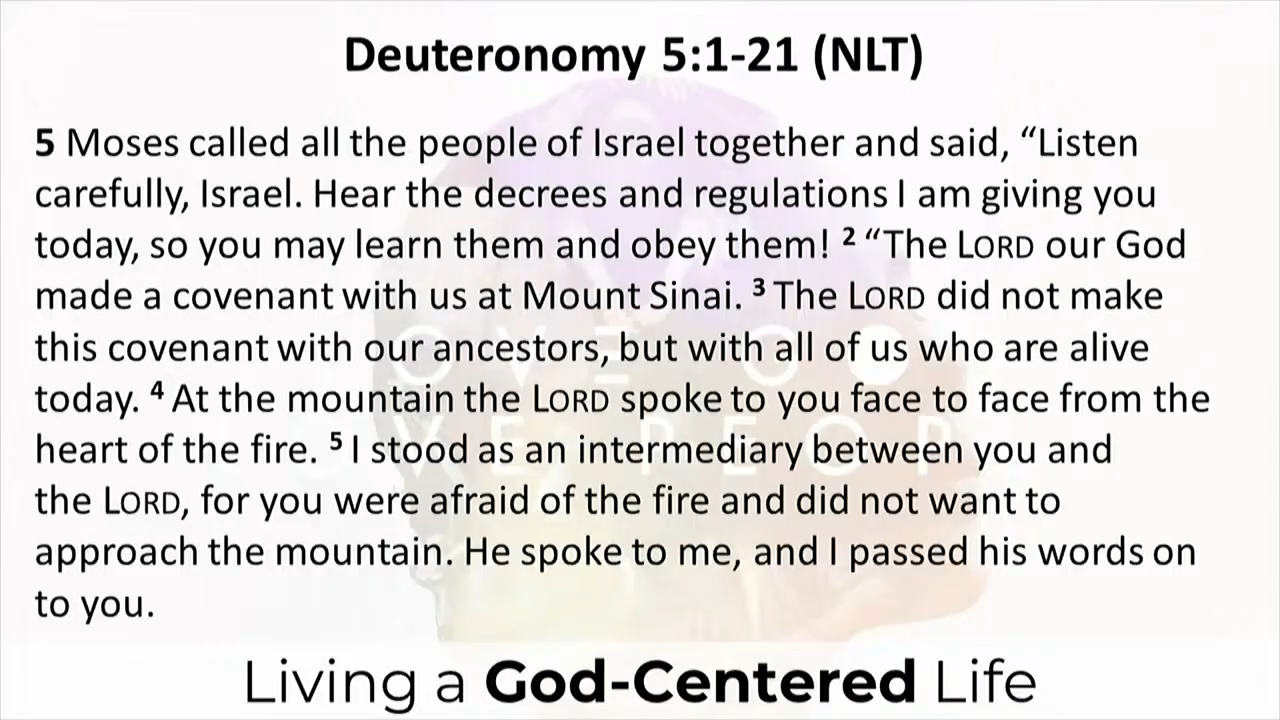 Deuteronomy 5:1-21 (NLT)
5 Moses called all the people of Israel together and said, “Listen
carefully, Israel. Hear the decrees and regulations I am giving you
today, so you may learn them and obey them! ² “The LORD our God
made a covenant with us at Mount Sinai. ³ The LORD did not make
this covenant with our ancestors, but with all of us who are alive
today. ⁴ At the mountain the LORD spoke to you face to face from the
heart of the fire. ⁵ I stood as an intermediary between you and
the LORD, for you were afraid of the fire and did not want to
approach the mountain. He spoke to me, and I passed his words on
to you.
Living a God-Centered Life